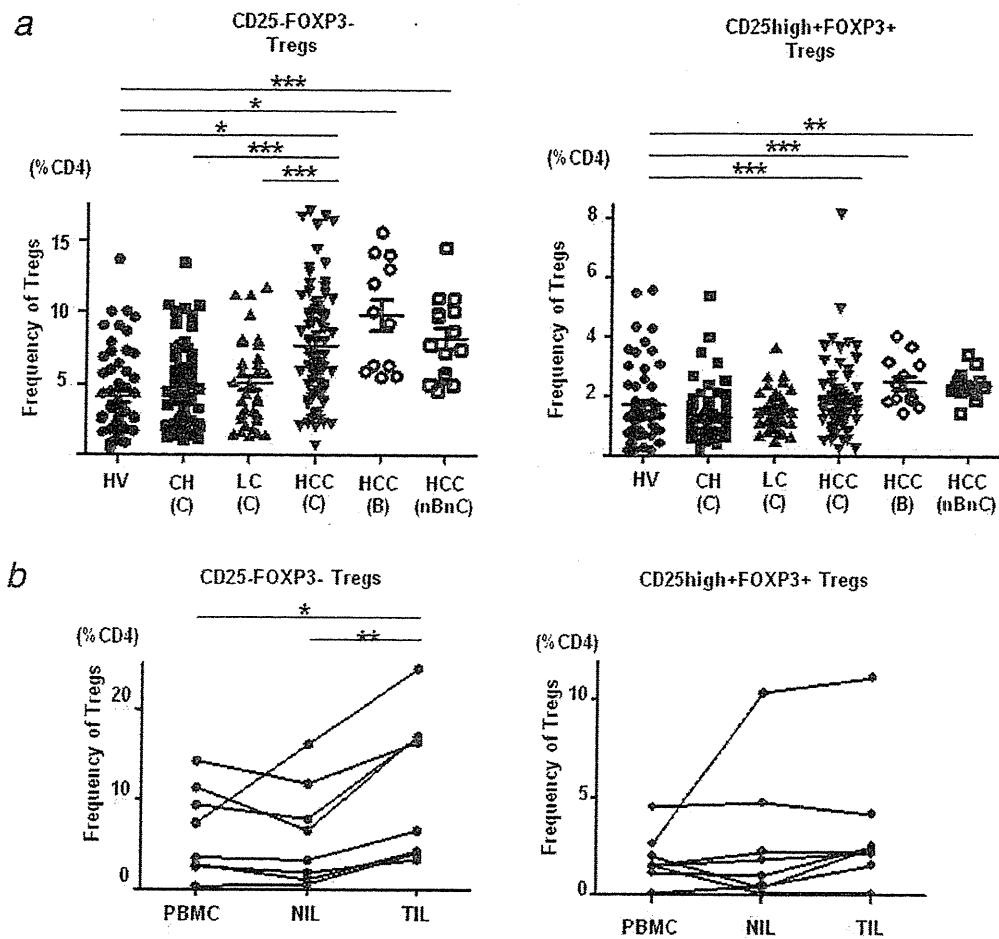 a
CD25-FOXP3-
Tregs
***
*
*
***
***
(%CD4)
Frequency of Tregs
15
10
5
HV
CH
(C)
LC
(C)
HCC
(C)
HCC
(B)
HCC
(nBnC)
CD25high+FOXP3+
Tregs
**
***
***
(%CD4)
Frequency of Tregs
8
6
4
2
0
HV
CH
(C)
LC
(C)
HCC
(C)
HCC
(B)
HCC
(nBnC)
b
CD25-FOXP3- Tregs
*
**
(%CD4)
Frequency of Tregs
20
10
0
PBMC
NIL
TIL
CD25high+FOXP3+ Tregs
(%CD4)
Frequency of Tregs
10
5
0
PBMC
NIL
TIL